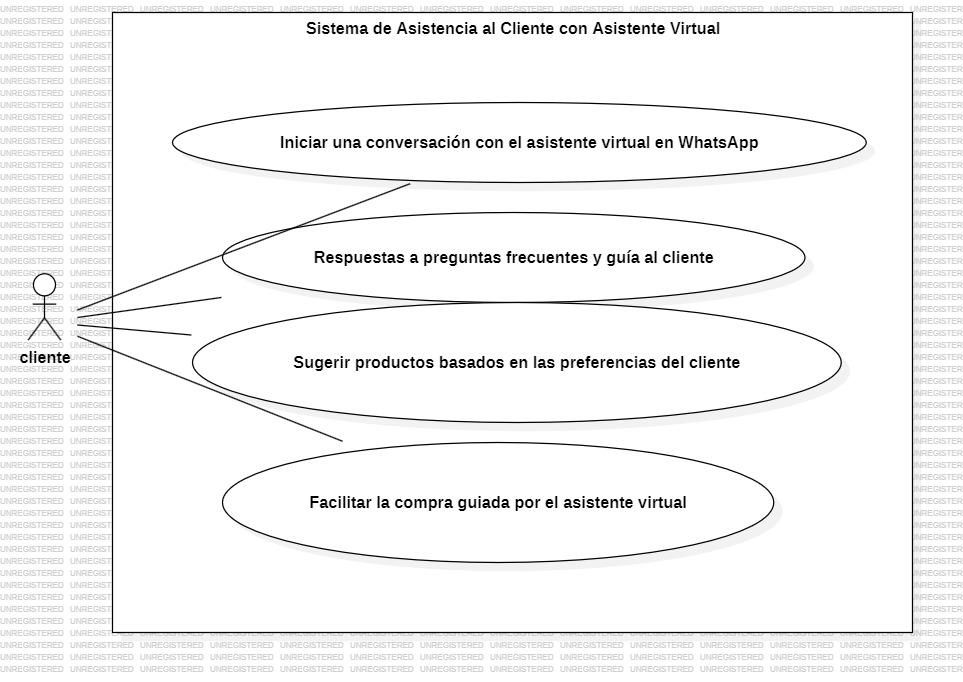 Sistema de Asistencia al Cliente con Asistente Virtual
Iniciar una conversación con el asistente virtual en WhatsApp
Respuestas a preguntas frecuentes y guía al cliente
cliente
Sugerir productos basados en las preferencias del cliente
Facilitar la compra guiada por el asistente virtual
UNREGISTERED